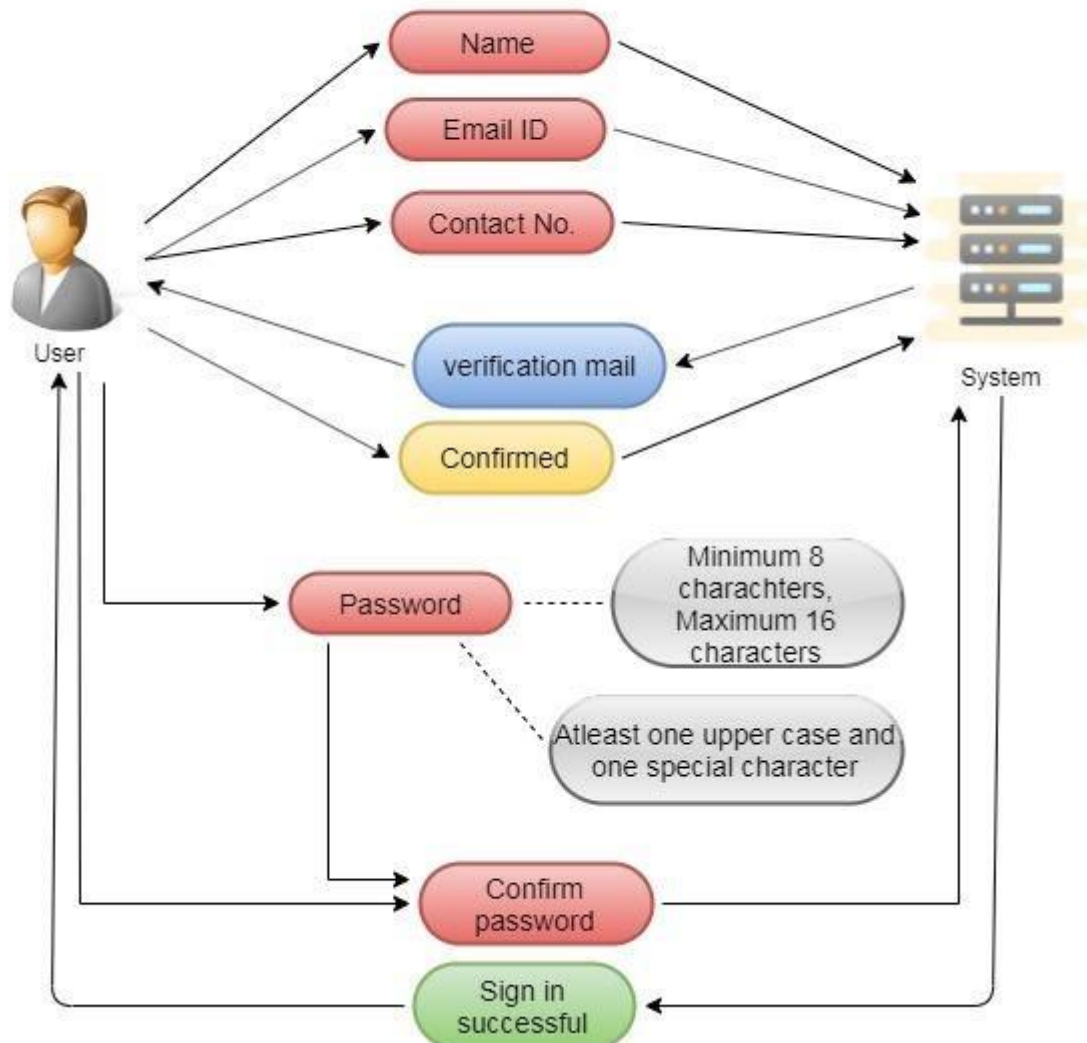 Name
Email ID
Contact No.
User
verification mail
System
Confirmed
Password
Minimum 8
charachters,
Maximum 16
characters
Atleast one upper case and
one special character
Confirm
password
Sign in
successful